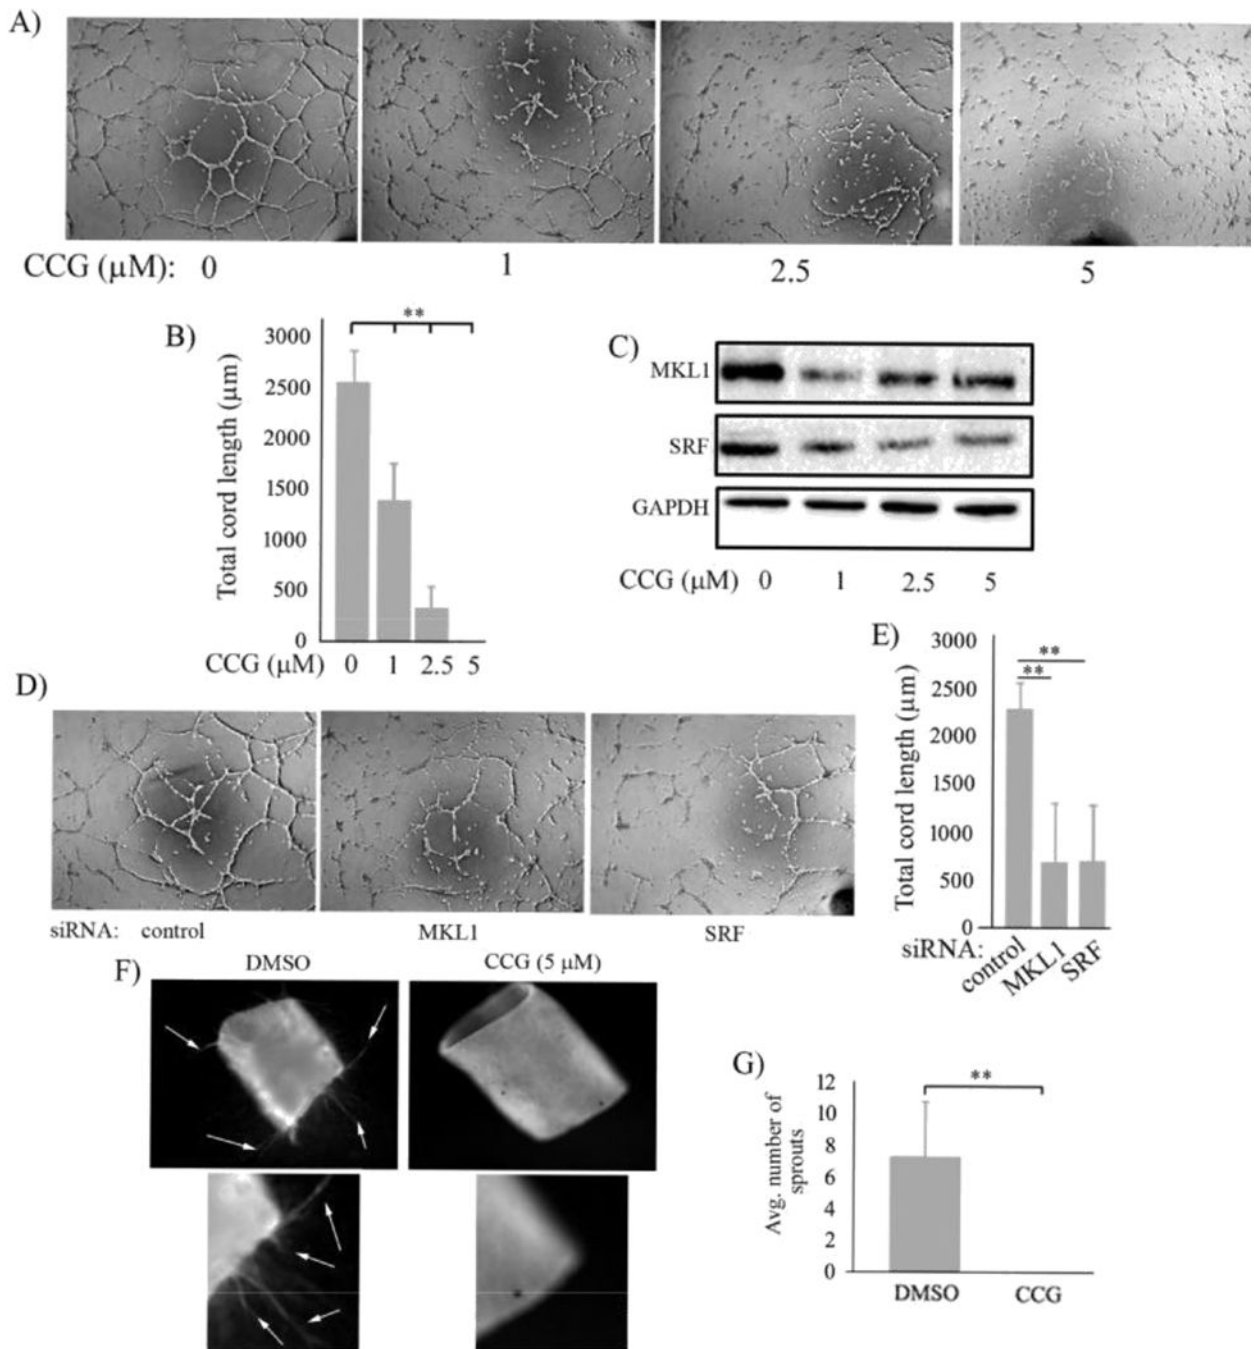 A)
CCG (μM): 0 1 2.5 5
B)
**
Total cord length (μm)
3000
2500
2000
1500
1000
500
0
CCG (μM) 0 1 2.5 5
C)
MKL1
SRF
GAPDH
CCG (μM) 0 1 2.5 5
D)
siRNA: control MKL1 SRF
E)
**
**
Total cord length (μm)
3000
2500
2000
1500
1000
500
0
siRNA: control MKL1 SRF
F)
DMSO CCG (5 μM)
G)
**
Avg. number of
sprouts
12
10
8
6
4
2
0
DMSO CCG